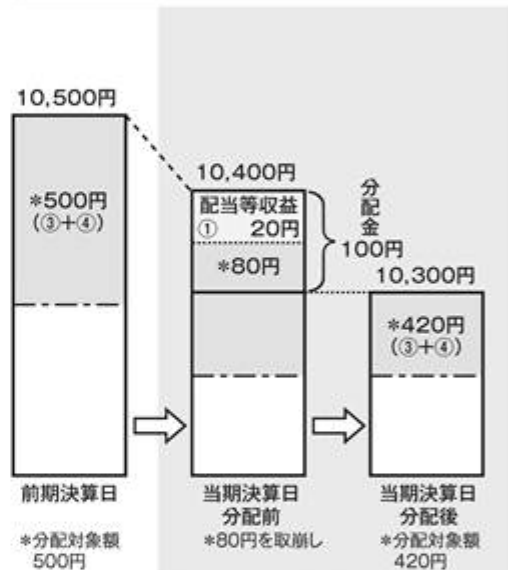 10,500円
*500円
(③+④)
前期決算日
*分配対象額
500円
10,400円
配当等収益
① 20円
*80円
分配金
100円
当期決算日
分配前
*80円を取崩し
10,300円
*420円
(③+④)
当期決算日
分配後
*分配対象額
420円